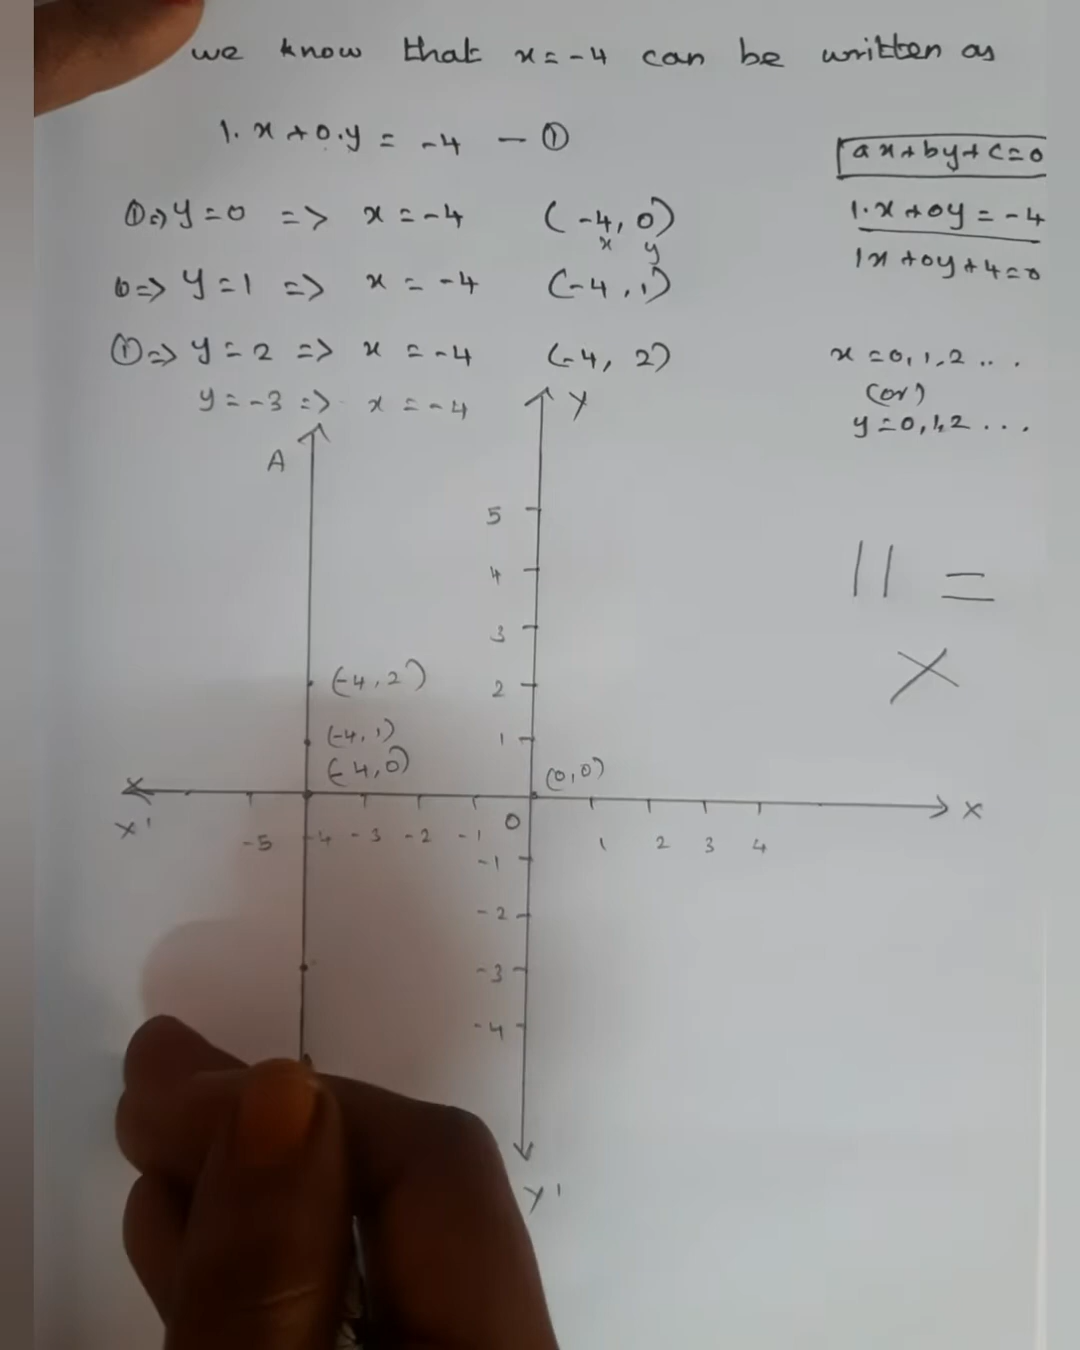 we know that x = -4 can be written as
1. x + 0.y = -4 — ①
① => y = 0 => x = -4 (-4, 0)
x y
① => y = 1 => x = -4 (-4, 1)
① => y = 2 => x = -4 (-4, 2)
y = -3 => x = -4
ax + by + c = 0
1.x + 0y = -4
1x + 0y + 4 = 0
x = 0, 1, 2 ...
(or)
y = 0, 1, 2 ...
|| =
X
Y
A
5
4
3
(-4, 2) 2
(-4, 1) 1
(-4, 0) (0, 0)
X' X
-5 -4 -3 -2 -1 0 1 2 3 4
-1
-2
-3
-4
Y'